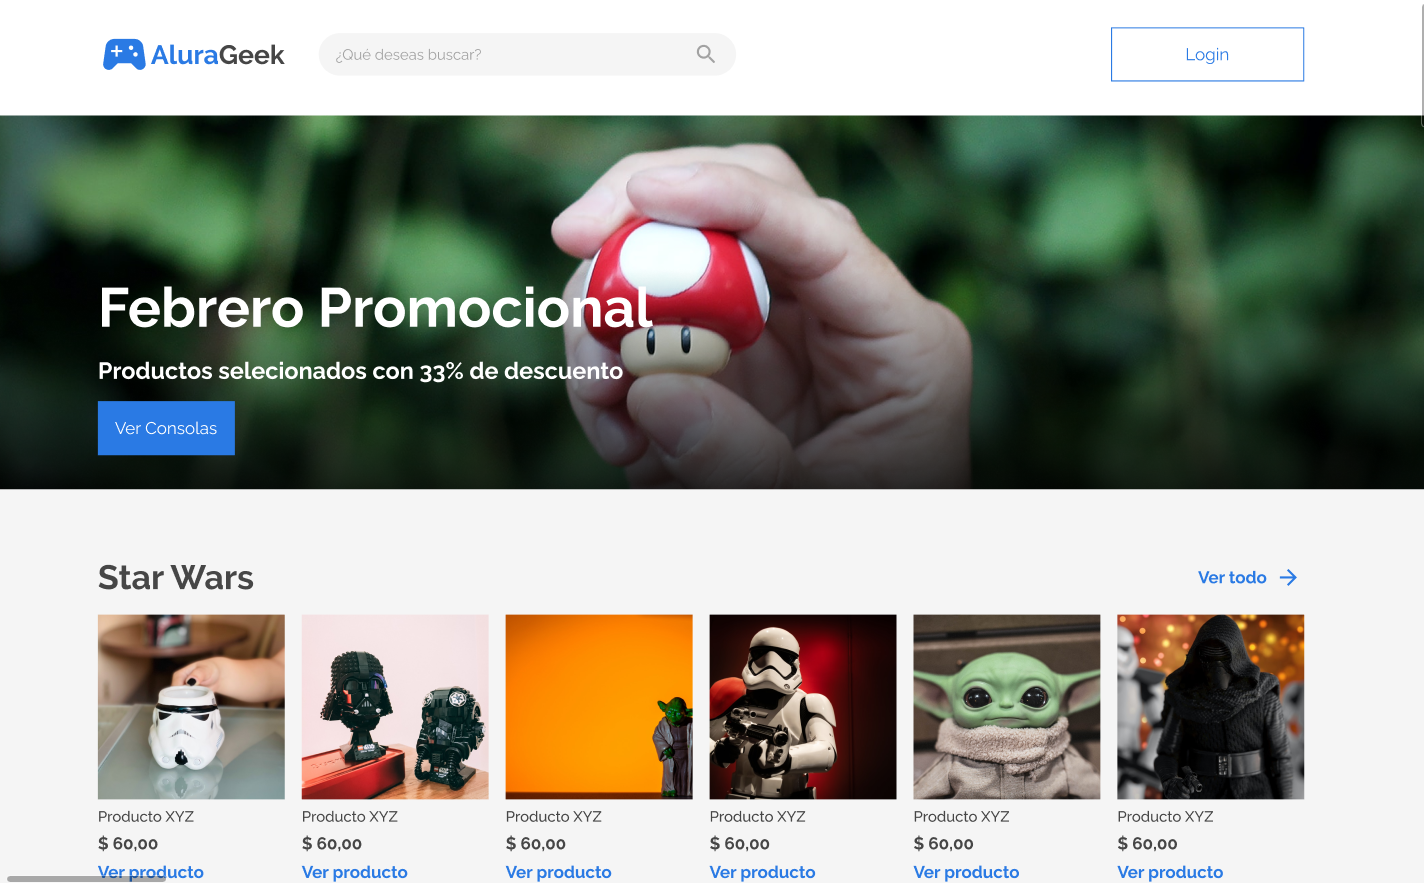 AluraGeek
¿Qué deseas buscar?
Login
Febrero Promocional
Productos selecionados con 33% de descuento
Ver Consolas
Star Wars
Ver todo
Producto XYZ
$ 60,00
Ver producto
Producto XYZ
$ 60,00
Ver producto
Producto XYZ
$ 60,00
Ver producto
Producto XYZ
$ 60,00
Ver producto
Producto XYZ
$ 60,00
Ver producto
Producto XYZ
$ 60,00
Ver producto